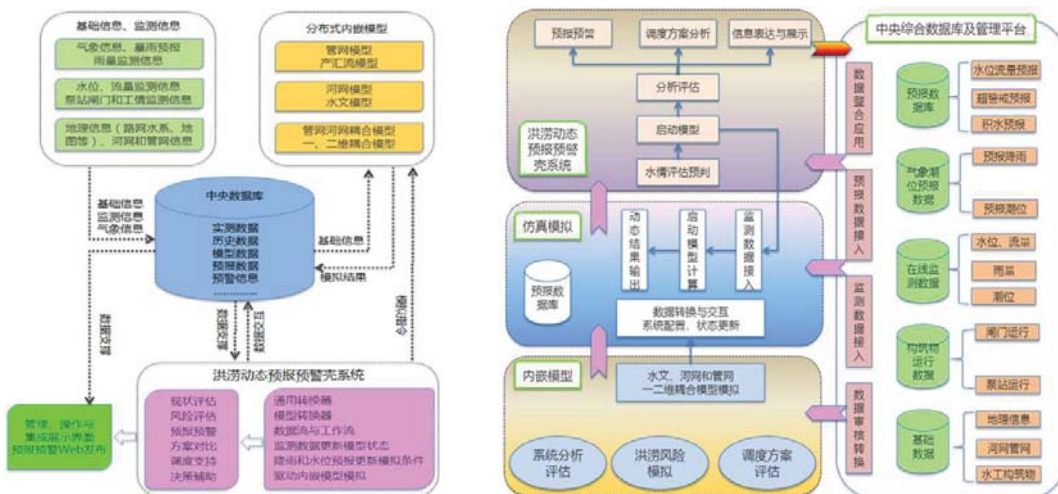 基础信息、监测信息
气象信息、暴雨预报
雨量监测信息
水位、流量监测信息
泵站闸门和工情监测信息
地理信息（路网水系、地
图等）、河网和管网信息
分布式内嵌模型
管网模型
产汇流模型
河网模型
水文模型
管网河网耦合模型
一、二维耦合模型
中央数据库
实测数据
历史数据
模型数据
预报数据
预警信息
............
基础信息
监测信息
气象信息
基础信息
模拟结果
数据支撑
数据支撑
数据交互
模拟指令
洪涝动态预报预警壳系统
现状评估
风险评估
预报预警
方案对比
调度支持
决策辅助
通用转换器
模型转换器
数据流与工作流
监测数据更新模型状态
降雨和水位预报更新模拟条件
驱动内嵌模型模拟
管理、操作与
集成展示界面
预报预警Web发布
预报预警
调度方案分析
信息表达与展示
分析评估
启动模型
水情评估预判
洪涝动态
预报预警
壳系统
仿真模拟
动态结果输出
启动模型计算
监测数据接入
预报数
据库
数据转换与交互
系统配置、状态更新
内嵌模型
水文、河网和管网
一二维耦合模型模拟
系统分析
评估
洪涝风险
模拟
调度方案
评估
数据整合应用
预报数据接入
监测数据接入
数据审核转换
中央综合数据库及管理平台
预报数
据库
水位流量预报
超警戒预报
积水预报
气象潮
位预报
数据
预报降雨
预报潮位
在线监
测数据
水位、流量
雨量
潮位
构筑物
运行数
据
闸门运行
泵站运行
基础
数据
地理信息
河网管网
水工构筑物